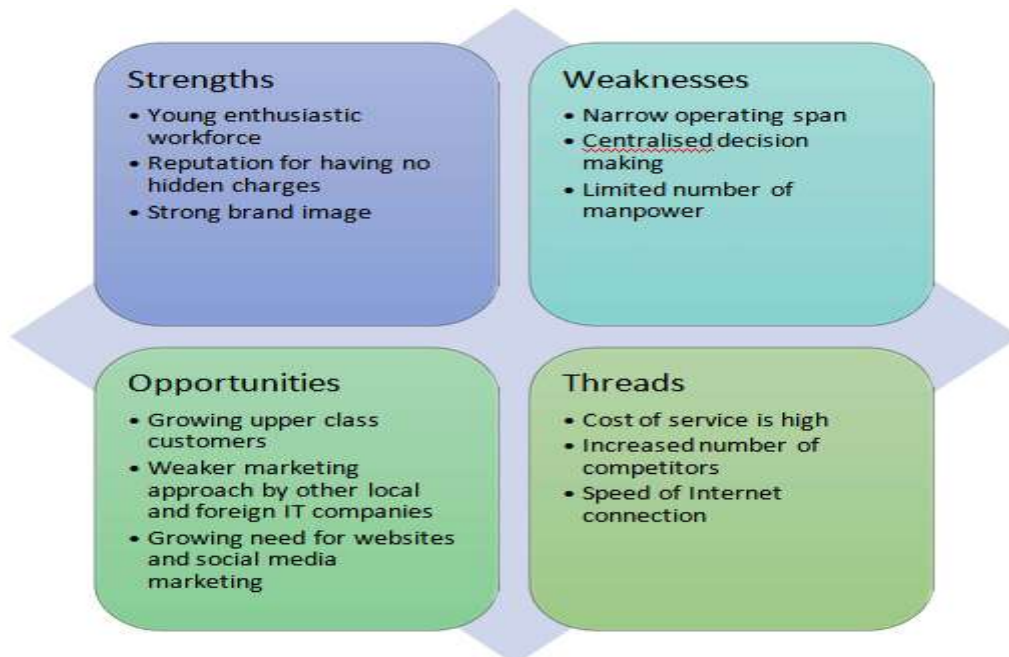 Strengths
• Young enthusiastic
workforce
• Reputation for having no
hidden charges
• Strong brand image
Weaknesses
• Narrow operating span
• Centralised decision
making
• Limited number of
manpower
Opportunities
• Growing upper class
customers
• Weaker marketing
approach by other local
and foreign IT companies
• Growing need for websites
and social media
marketing
Threads
• Cost of service is high
• Increased number of
competitors
• Speed of Internet
connection